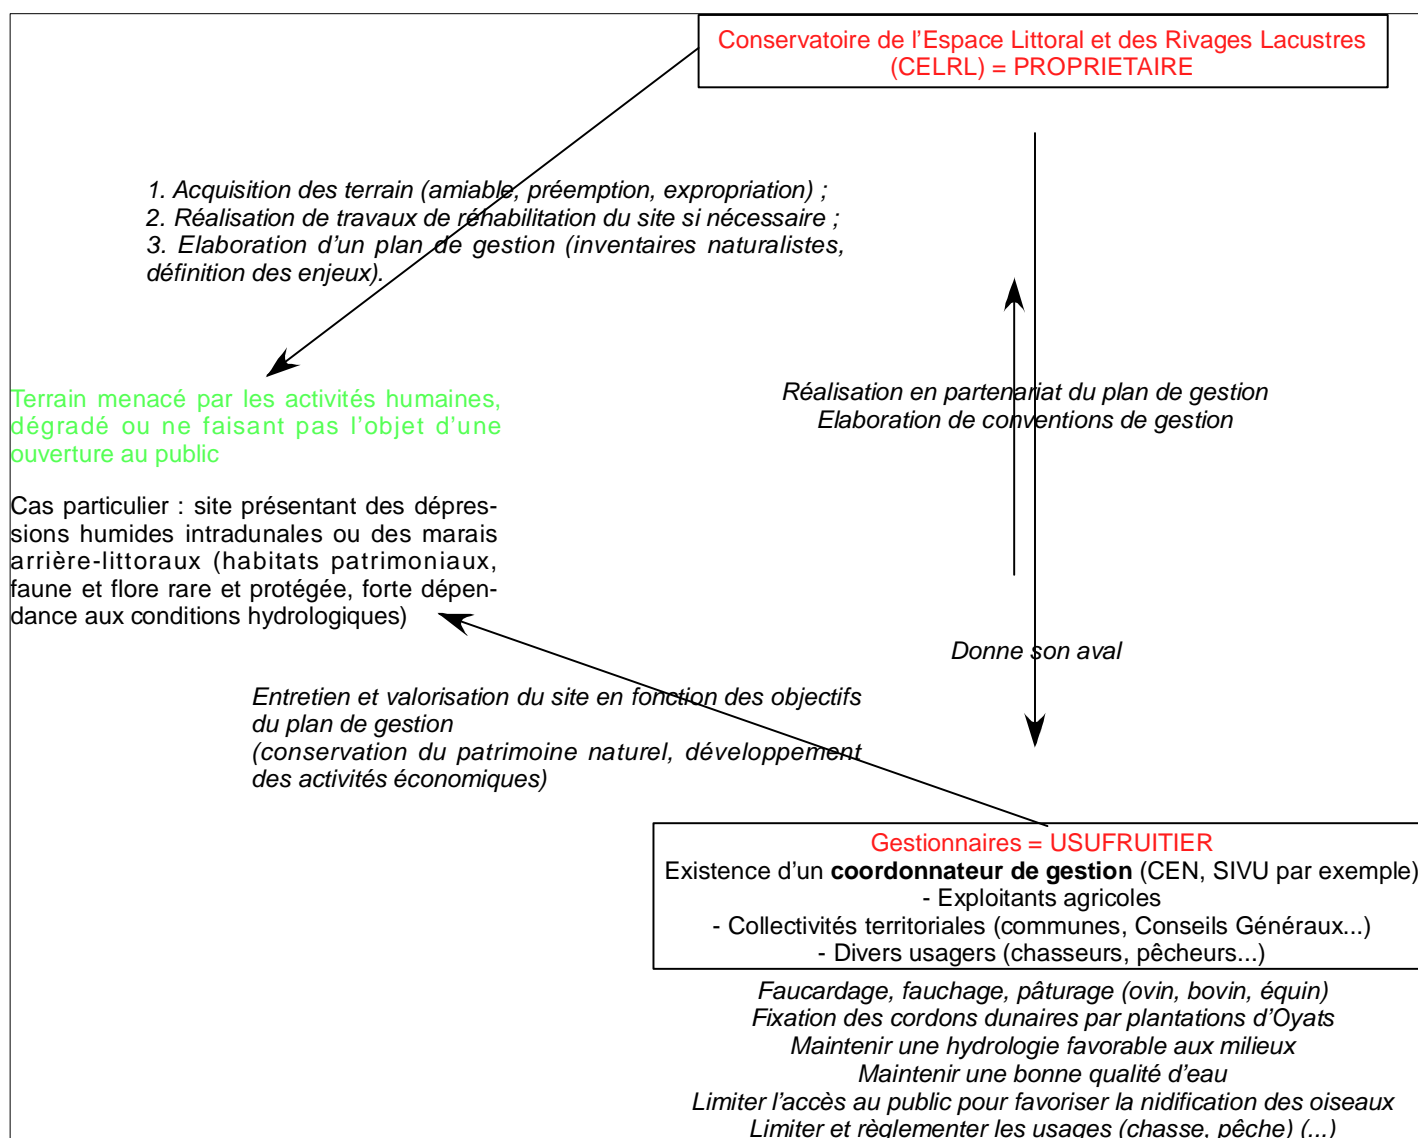 Conservatoire de l’Espace Littoral et des Rivages Lacustres
(CELRL) = PROPRIETAIRE
1. Acquisition des terrain (amiable, préemption, expropriation) ;
2. Réalisation de travaux de réhabilitation du site si nécessaire ;
3. Elaboration d’un plan de gestion (inventaires naturalistes,
définition des enjeux).
Terrain menacé par les activités humaines,
dégradé ou ne faisant pas l’objet d’une
ouverture au public
Cas particulier : site présentant des dépres-
sions humides intradunales ou des marais
arrière-littoraux (habitats patrimoniaux,
faune et flore rare et protégée, forte dépen-
dance aux conditions hydrologiques)
Réalisation en partenariat du plan de gestion
Elaboration de conventions de gestion
Donne son aval
Entretien et valorisation du site en fonction des objectifs
du plan de gestion
(conservation du patrimoine naturel, développement
des activités économiques)
Gestionnaires = USUFRUITIER
Existence d’un coordonnateur de gestion (CEN, SIVU par exemple)
- Exploitants agricoles
- Collectivités territoriales (communes, Conseils Généraux...)
- Divers usagers (chasseurs, pêcheurs...)
Faucardage, fauchage, pâturage (ovin, bovin, équin)
Fixation des cordons dunaires par plantations d’Oyats
Maintenir une hydrologie favorable aux milieux
Maintenir une bonne qualité d’eau
Limiter l’accès au public pour favoriser la nidification des oiseaux
Limiter et règlementer les usages (chasse, pêche) (...)